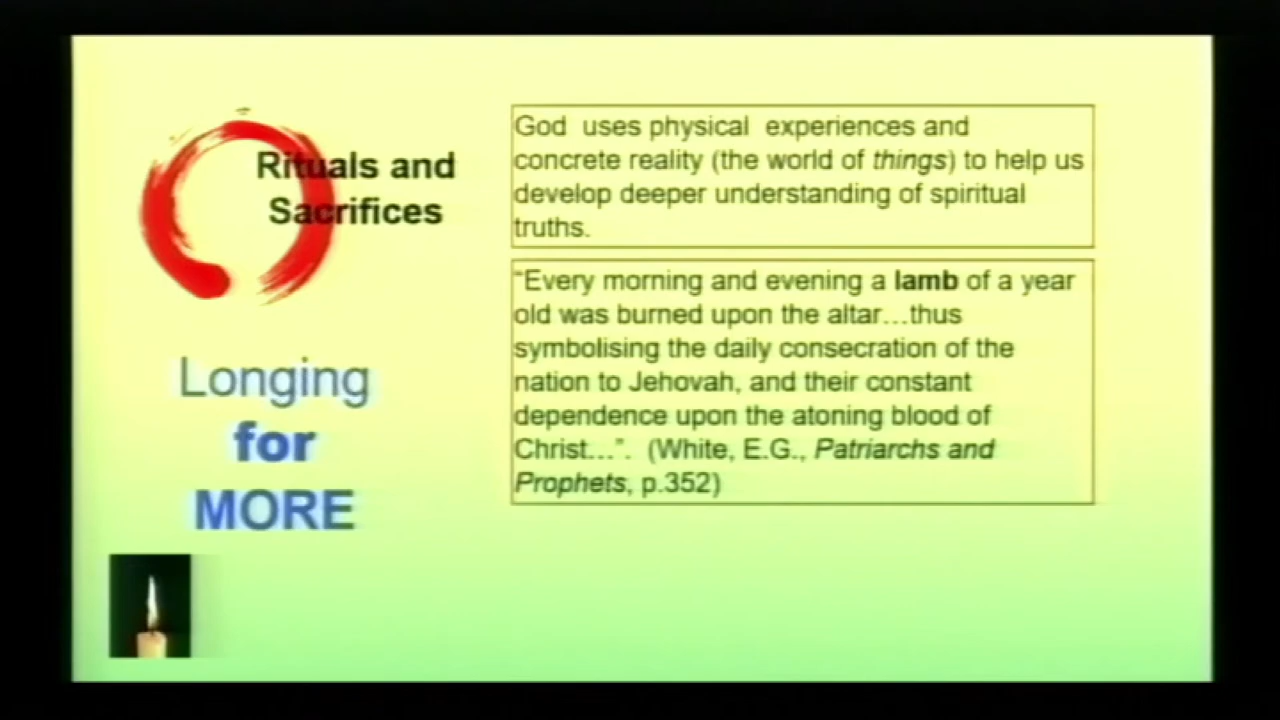 Rituals and
Sacrifices
Longing
for
MORE
God uses physical experiences and
concrete reality (the world of things) to help us
develop deeper understanding of spiritual
truths.
"Every morning and evening a lamb of a year
old was burned upon the altar…thus
symbolising the daily consecration of the
nation to Jehovah, and their constant
dependence upon the atoning blood of
Christ…". (White, E.G., Patriarchs and
Prophets, p.352)